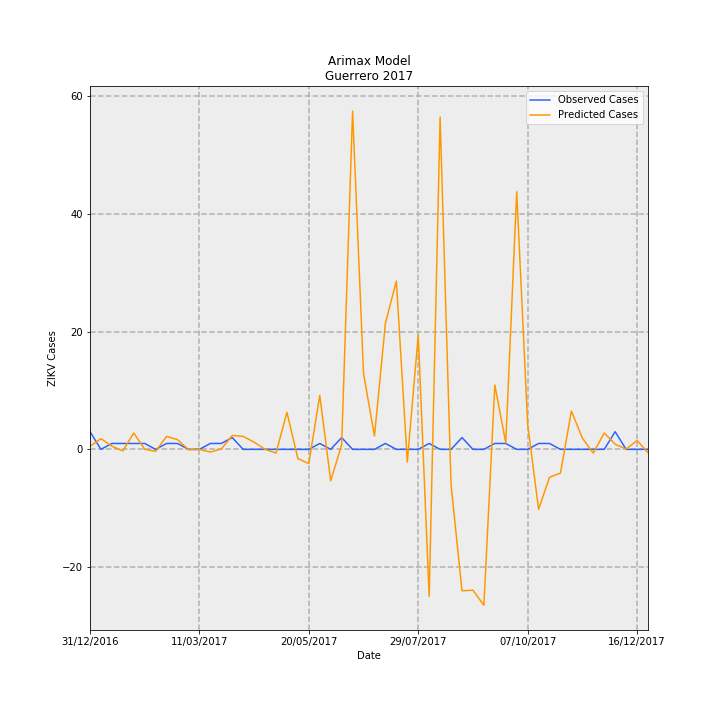 Arimax Model
Guerrero 2017
Observed Cases
Predicted Cases
60
40
20
0
−20
ZIKV Cases
31/12/2016
11/03/2017
20/05/2017
29/07/2017
07/10/2017
16/12/2017
Date